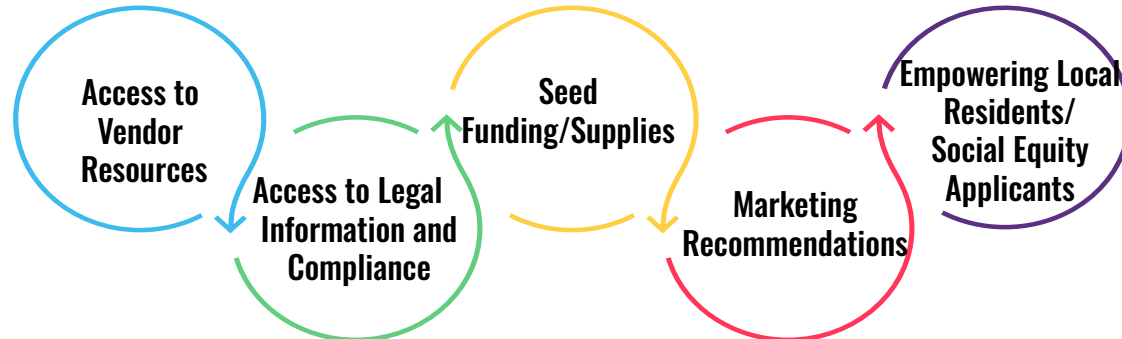 Access to
Vendor
Resources
Access to Legal
Information and
Compliance
Seed
Funding/Supplies
Marketing
Recommendations
Empowering Local
Residents/
Social Equity
Applicants